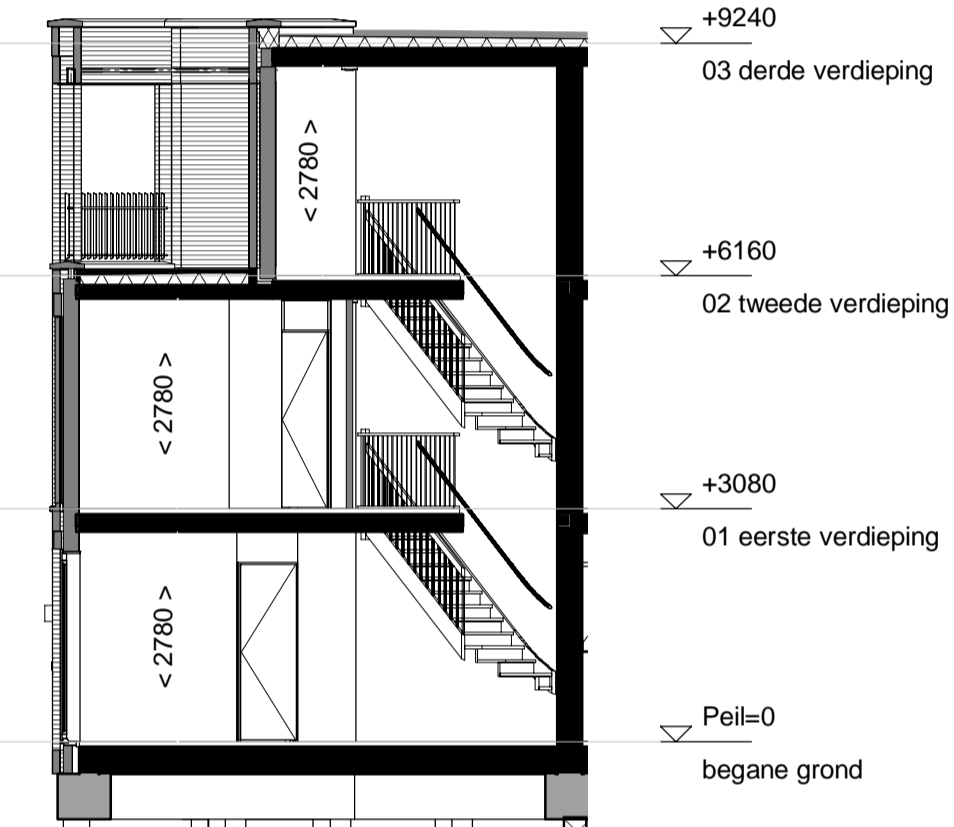 +9240
03 derde verdieping
< 2780 >
+6160
02 tweede verdieping
< 2780 >
+3080
01 eerste verdieping
< 2780 >
Peil=0
begane grond